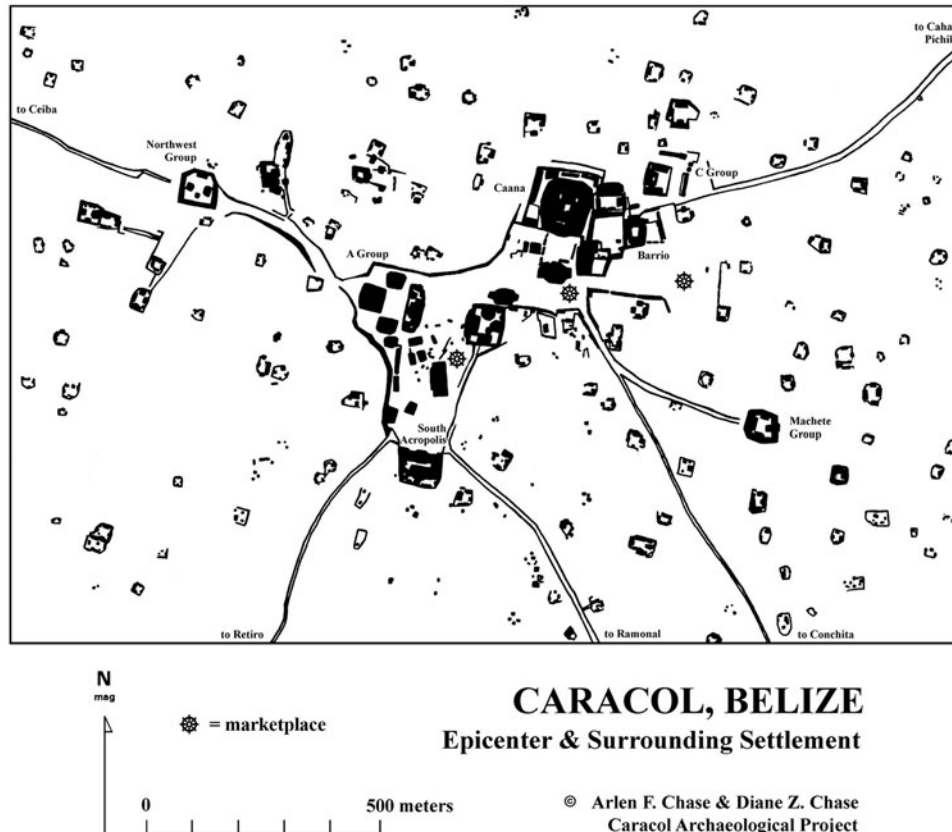 to Caha
Pichil
to Ceiba
Northwest
Group
C Group
Caana
A Group
Barrio
Machete
Group
South
Acropolis
to Retiro
to Ramonal
to Conchita
N
mag
= marketplace
CARACOL, BELIZE
Epicenter & Surrounding Settlement
0 500 meters
© Arlen F. Chase & Diane Z. Chase
Caracol Archaeological Project